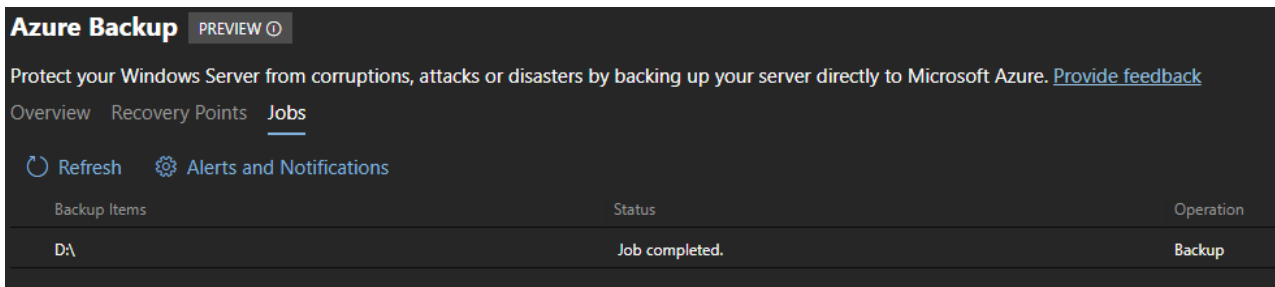 Azure Backup PREVIEW
Protect your Windows Server from corruptions, attacks or disasters by backing up your server directly to Microsoft Azure. Provide feedback
Overview Recovery Points Jobs
Refresh Alerts and Notifications
Backup Items Status Operation
D:\ Job completed. Backup